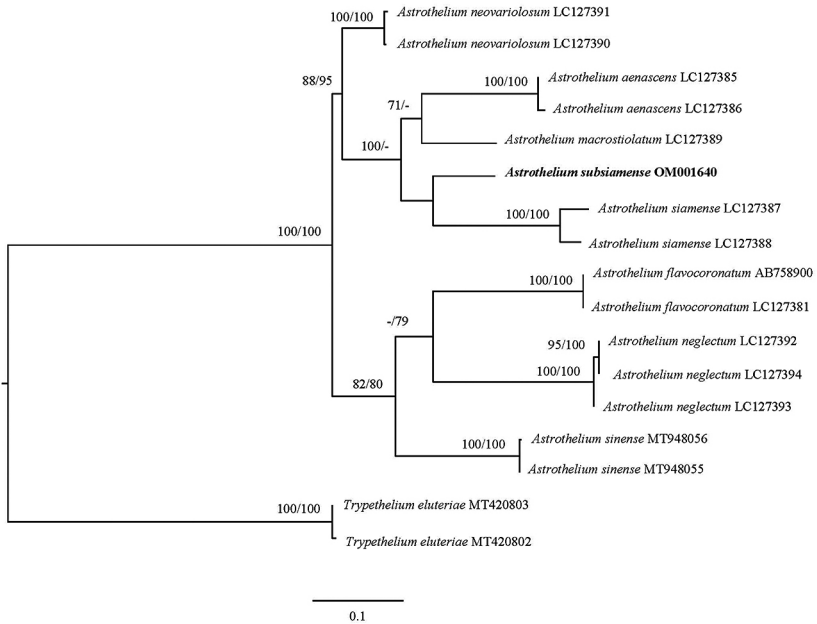 100/100
Astrothelium neovariolosum LC127391
Astrothelium neovariolosum LC127390
88/95
100/100
Astrothelium aenascens LC127385
71/-
Astrothelium aenascens LC127386
Astrothelium macrostiolatum LC127389
100/-
Astrothelium subsiamense OM001640
100/100
Astrothelium siamense LC127387
Astrothelium siamense LC127388
100/100
100/100
Astrothelium flavocoronatum AB758900
Astrothelium flavocoronatum LC127381
-/79
95/100
Astrothelium neglectum LC127392
100/100
Astrothelium neglectum LC127394
82/80
Astrothelium neglectum LC127393
100/100
Astrothelium sinense MT948056
Astrothelium sinense MT948055
100/100
Trypethelium eluteriae MT420803
Trypethelium eluteriae MT420802
0.1